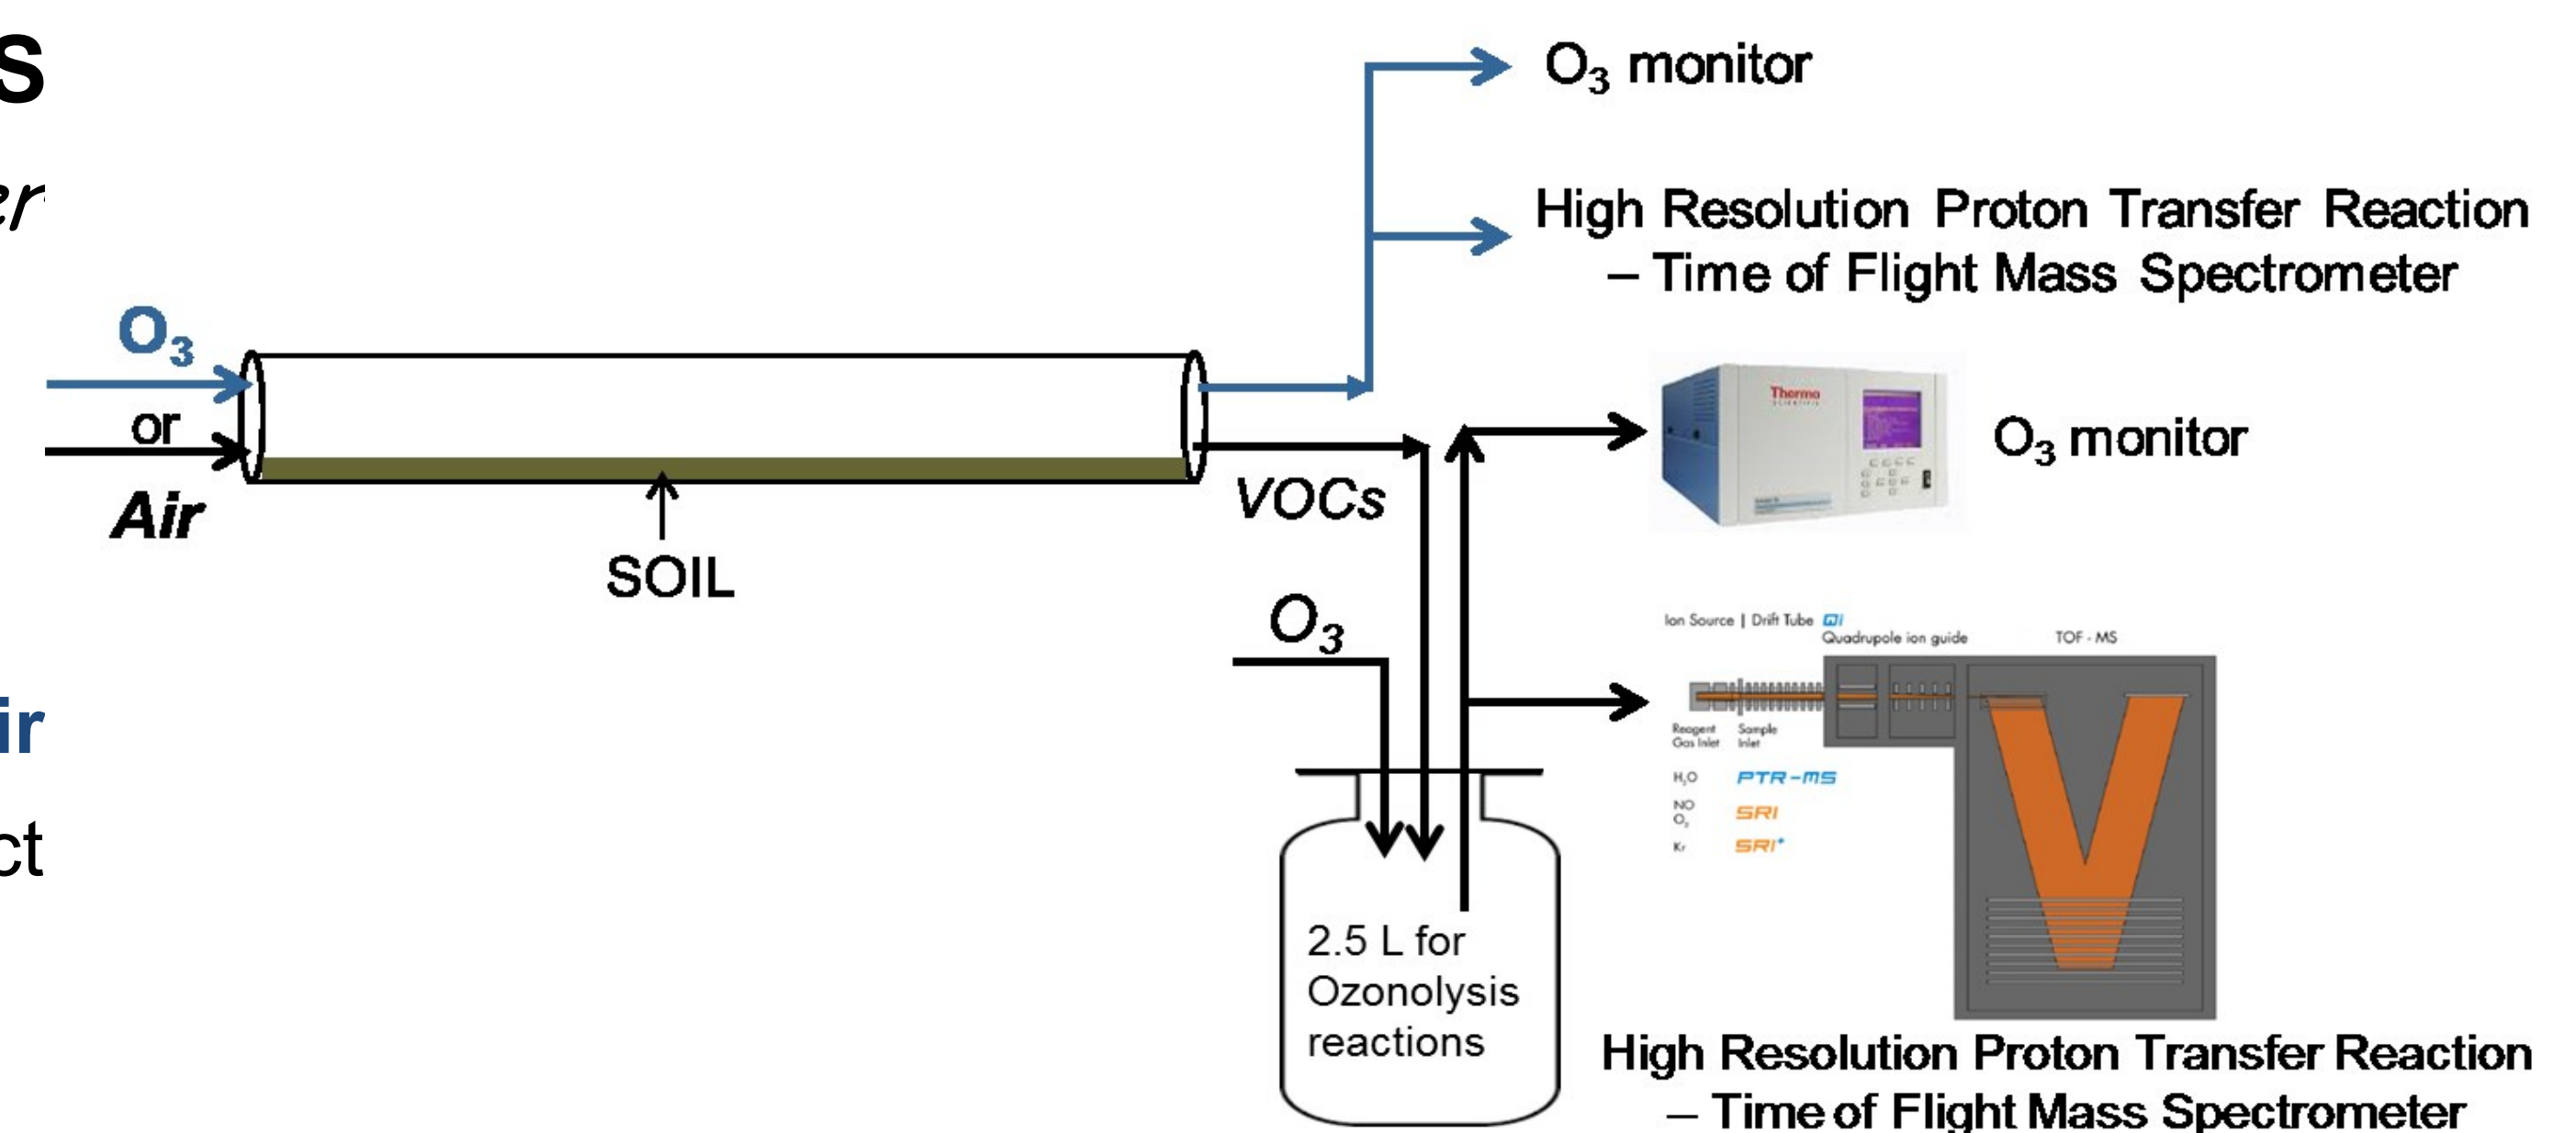 S
er
O₃ monitor
High Resolution Proton Transfer Reaction
– Time of Flight Mass Spectrometer
O₃
or
Air
SOIL
VOCs
Thermo
SCIENTIFIC
O₃ monitor
O₃
Ion Source | Drift Tube Qi
Quadrupole ion guide
TOF - MS
Reagent
Gas Inlet
Sample
Inlet
H₂O
PTR-MS
NO
O₂
SRI
Kr
SRI⁺
ir
ct
2.5 L for
Ozonolysis
reactions
High Resolution Proton Transfer Reaction
– Time of Flight Mass Spectrometer